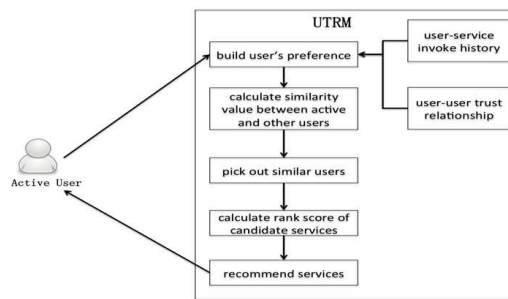 UTRM
user-service
invoke history
build user's preference
user-user trust
relationship
calculate similarity
value between active
and other users
pick out similar users
Active User
calculate rank score of
candidate services
recommend services